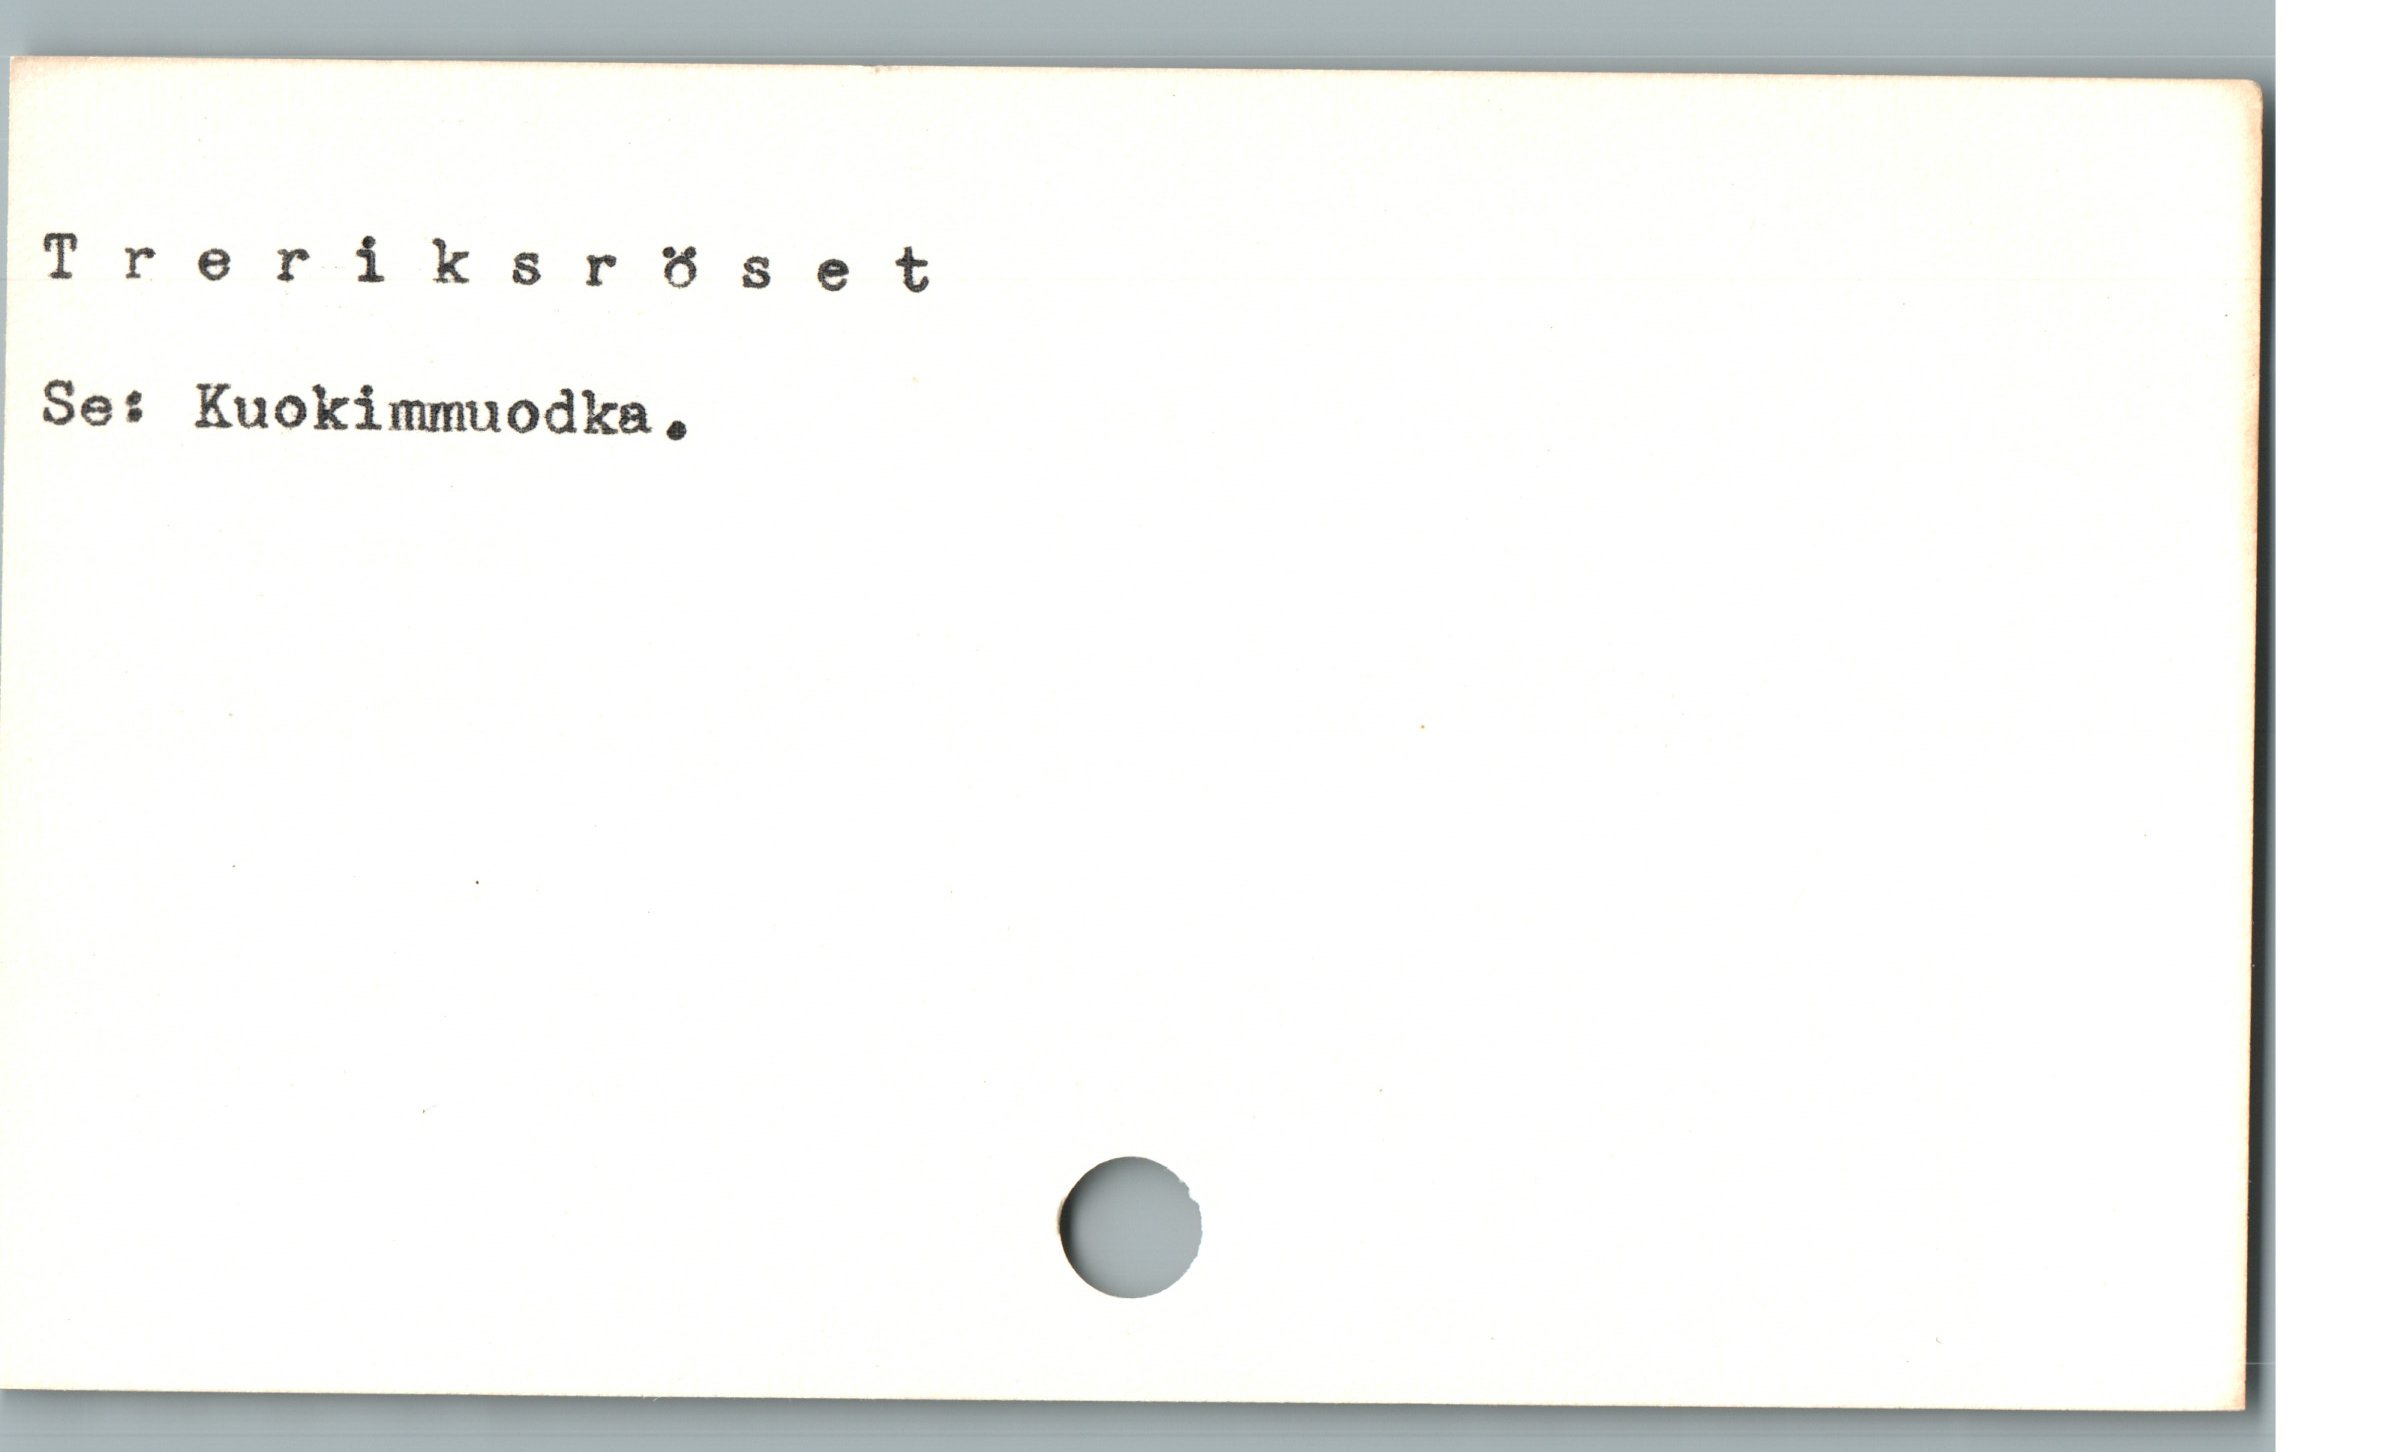 T r e r i k s r ö s e t
Se: Kuokimmuodka.